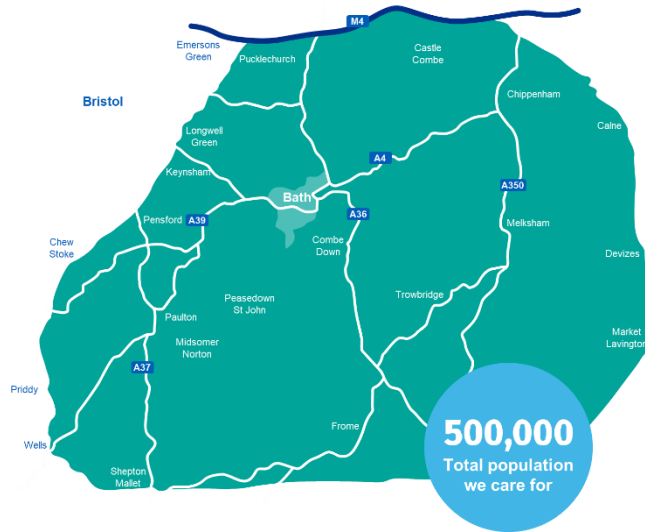 M4
Emersons
Green
Pucklechurch
Castle
Combe
Bristol
Chippenham
Calne
Longwell
Green
A4
Keynsham
A350
Bath
Pensford
A39
A36
Melksham
Chew
Stoke
Combe
Down
Devizes
Peasedown
St John
Trowbridge
Paulton
Market
Lavington
Midsomer
Norton
A37
Priddy
Frome
500,000
Total population
we care for
Wells
Shepton
Mallet